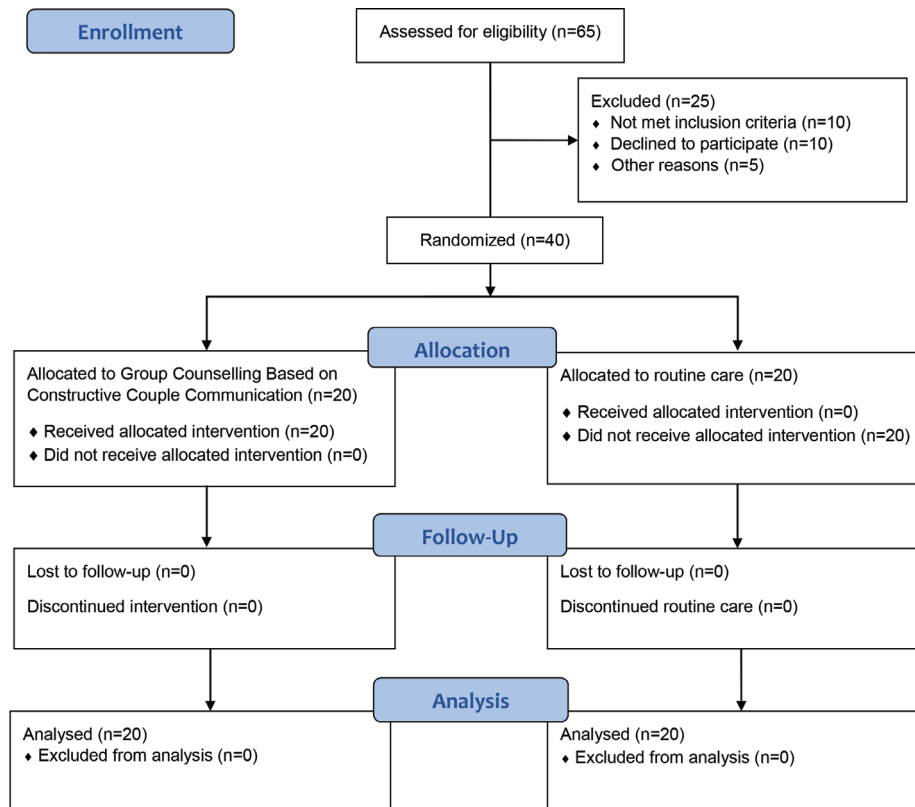 Enrollment
Assessed for eligibility (n=65)
Excluded (n=25)
♦ Not met inclusion criteria (n=10)
♦ Declined to participate (n=10)
♦ Other reasons (n=5)
Randomized (n=40)
Allocation
Allocated to Group Counselling Based on
Constructive Couple Communication (n=20)
♦ Received allocated intervention (n=20)
♦ Did not receive allocated intervention (n=0)
Allocated to routine care (n=20)
♦ Received allocated intervention (n=0)
♦ Did not receive allocated intervention (n=20)
Follow-Up
Lost to follow-up (n=0)
Discontinued intervention (n=0)
Lost to follow-up (n=0)
Discontinued routine care (n=0)
Analysis
Analysed (n=20)
♦ Excluded from analysis (n=0)
Analysed (n=20)
♦ Excluded from analysis (n=0)